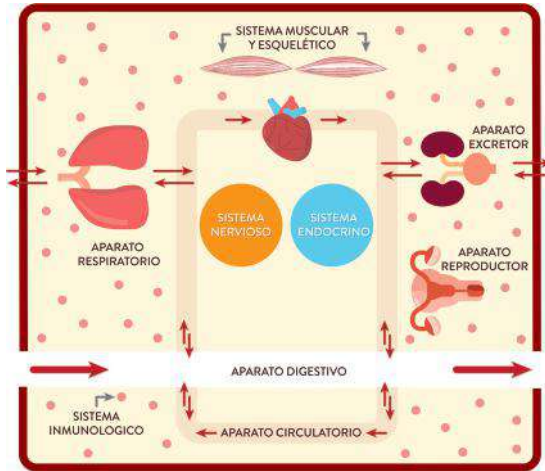 SISTEMA MUSCULAR
Y ESQUELÉTICO
APARATO
EXCRETOR
SISTEMA
NERVIOSO
SISTEMA
ENDOCRINO
APARATO
RESPIRATORIO
APARATO
REPRODUCTOR
APARATO DIGESTIVO
SISTEMA
INMUNOLOGICO
APARATO CIRCULATORIO